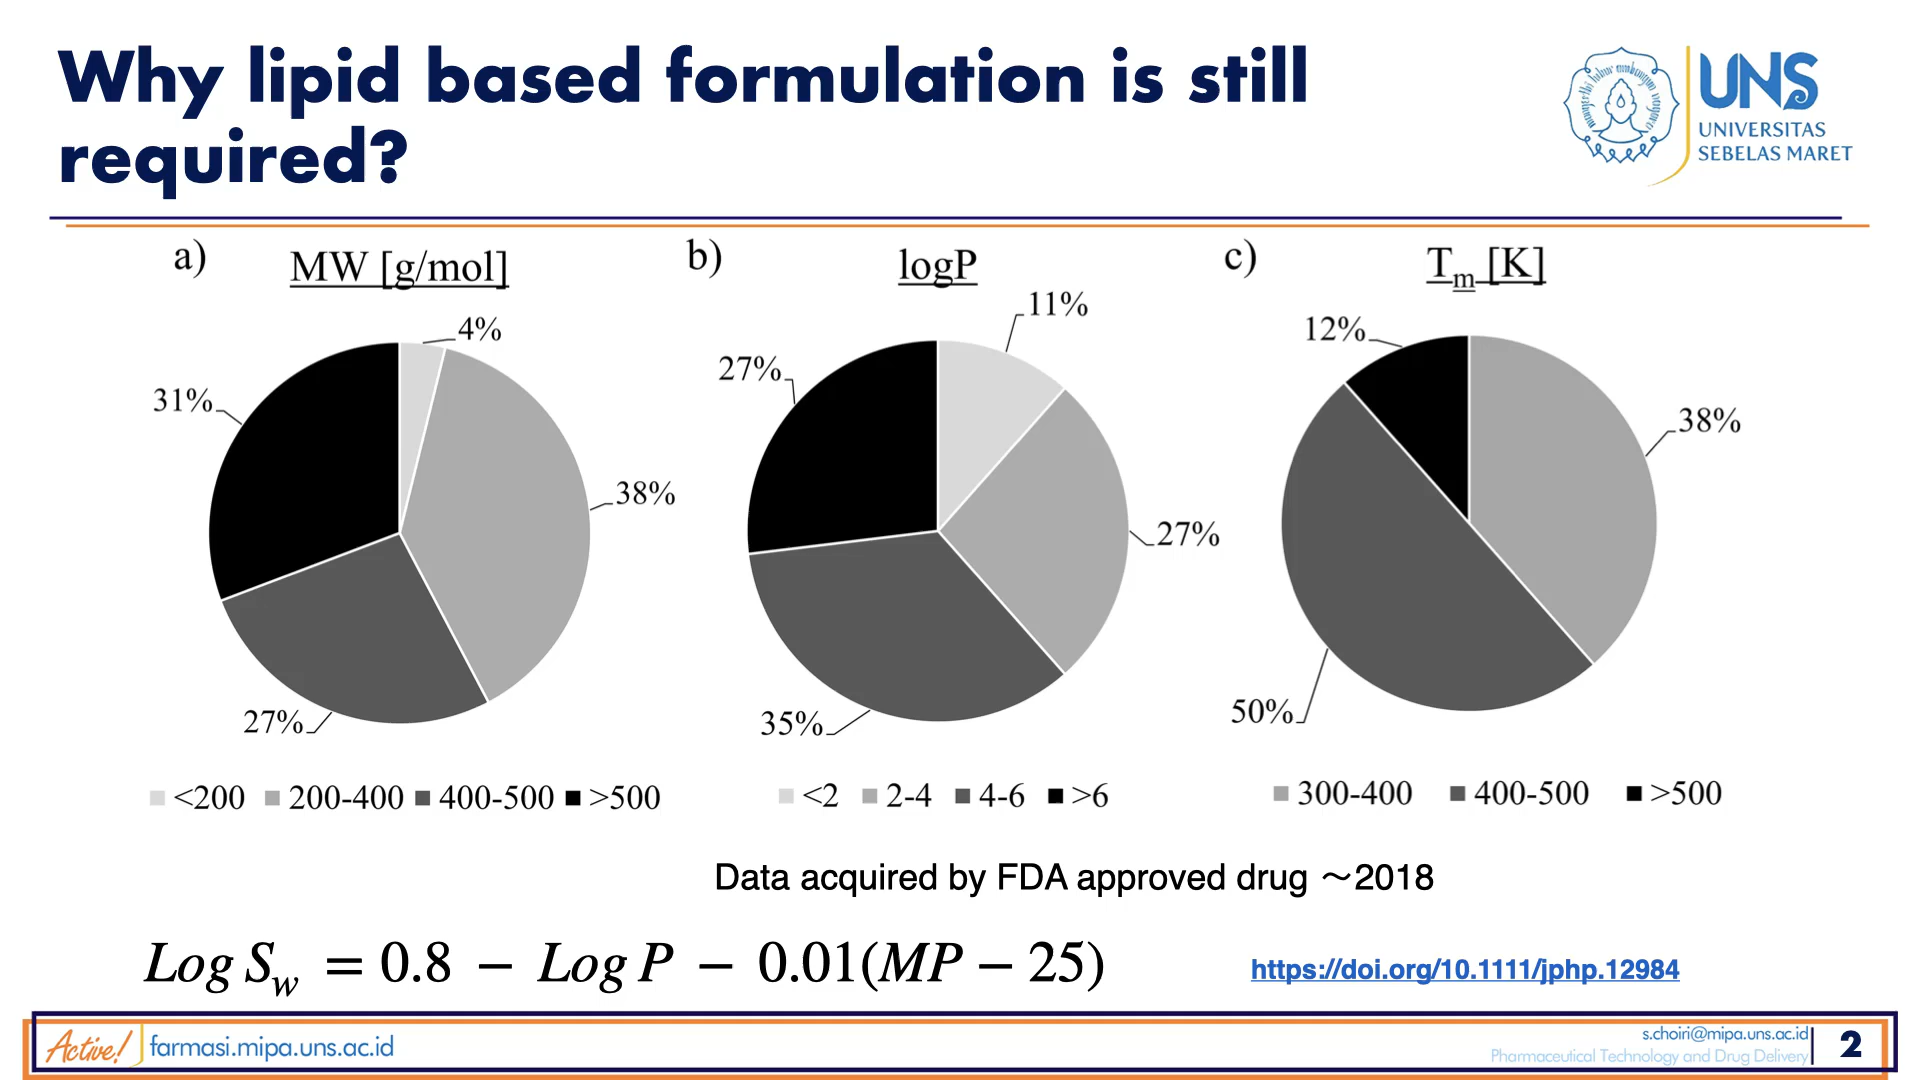 Why lipid based formulation is still
required?
UNS
UNIVERSITAS
SEBELAS MARET
a)
MW [g/mol]
4%
38%
27%
31%
<200 200-400 400-500 >500
b)
logP
11%
27%
35%
27%
<2 2-4 4-6 >6
c)
Tm [K]
12%
38%
50%
300-400 400-500 >500
Data acquired by FDA approved drug ~2018
Log Sw = 0.8 − Log P − 0.01(MP − 25)
https://doi.org/10.1111/jphp.12984
Active!
farmasi.mipa.uns.ac.id
s.choiri@mipa.uns.ac.id
Pharmaceutical Technology and Drug Delivery
2